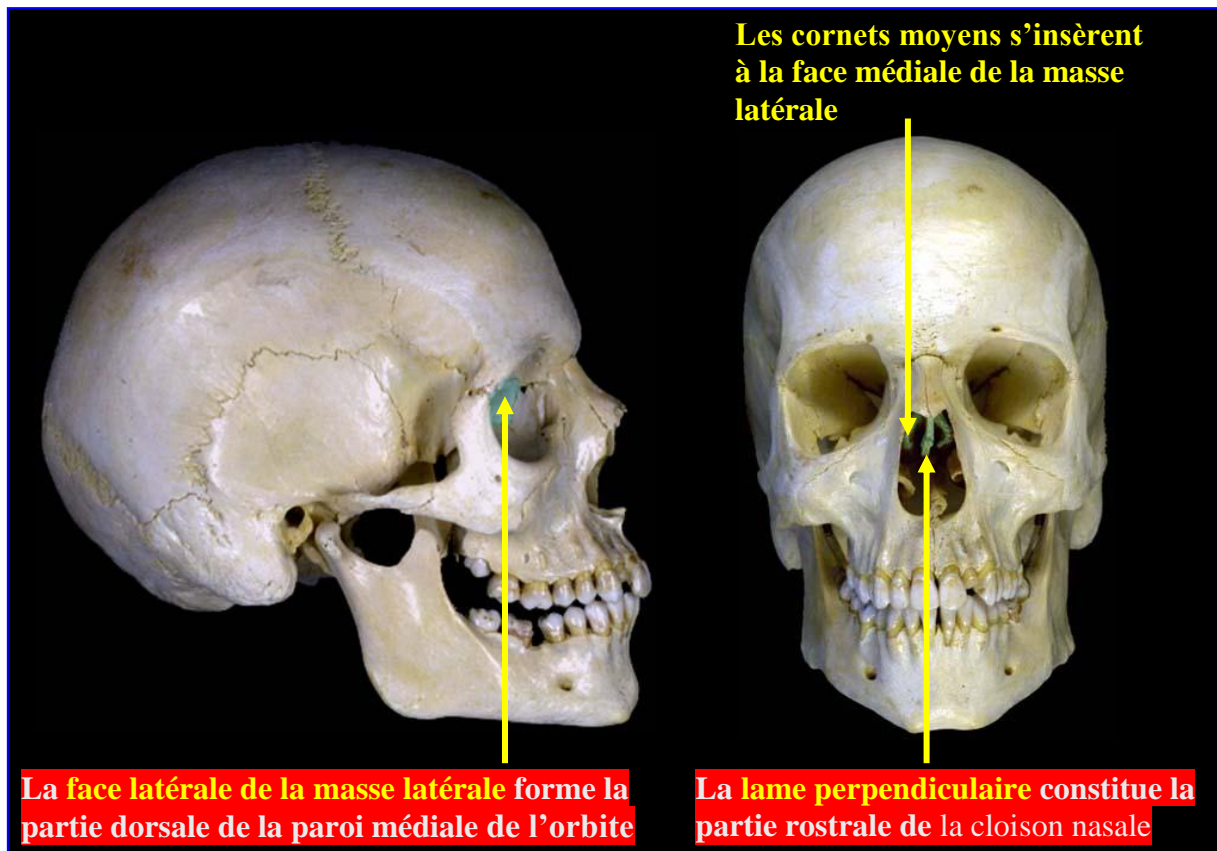 Les cornets moyens s’insèrent
à la face médiale de la masse
latérale
La face latérale de la masse latérale forme la
partie dorsale de la paroi médiale de l’orbite
La lame perpendiculaire constitue la
partie rostrale de la cloison nasale